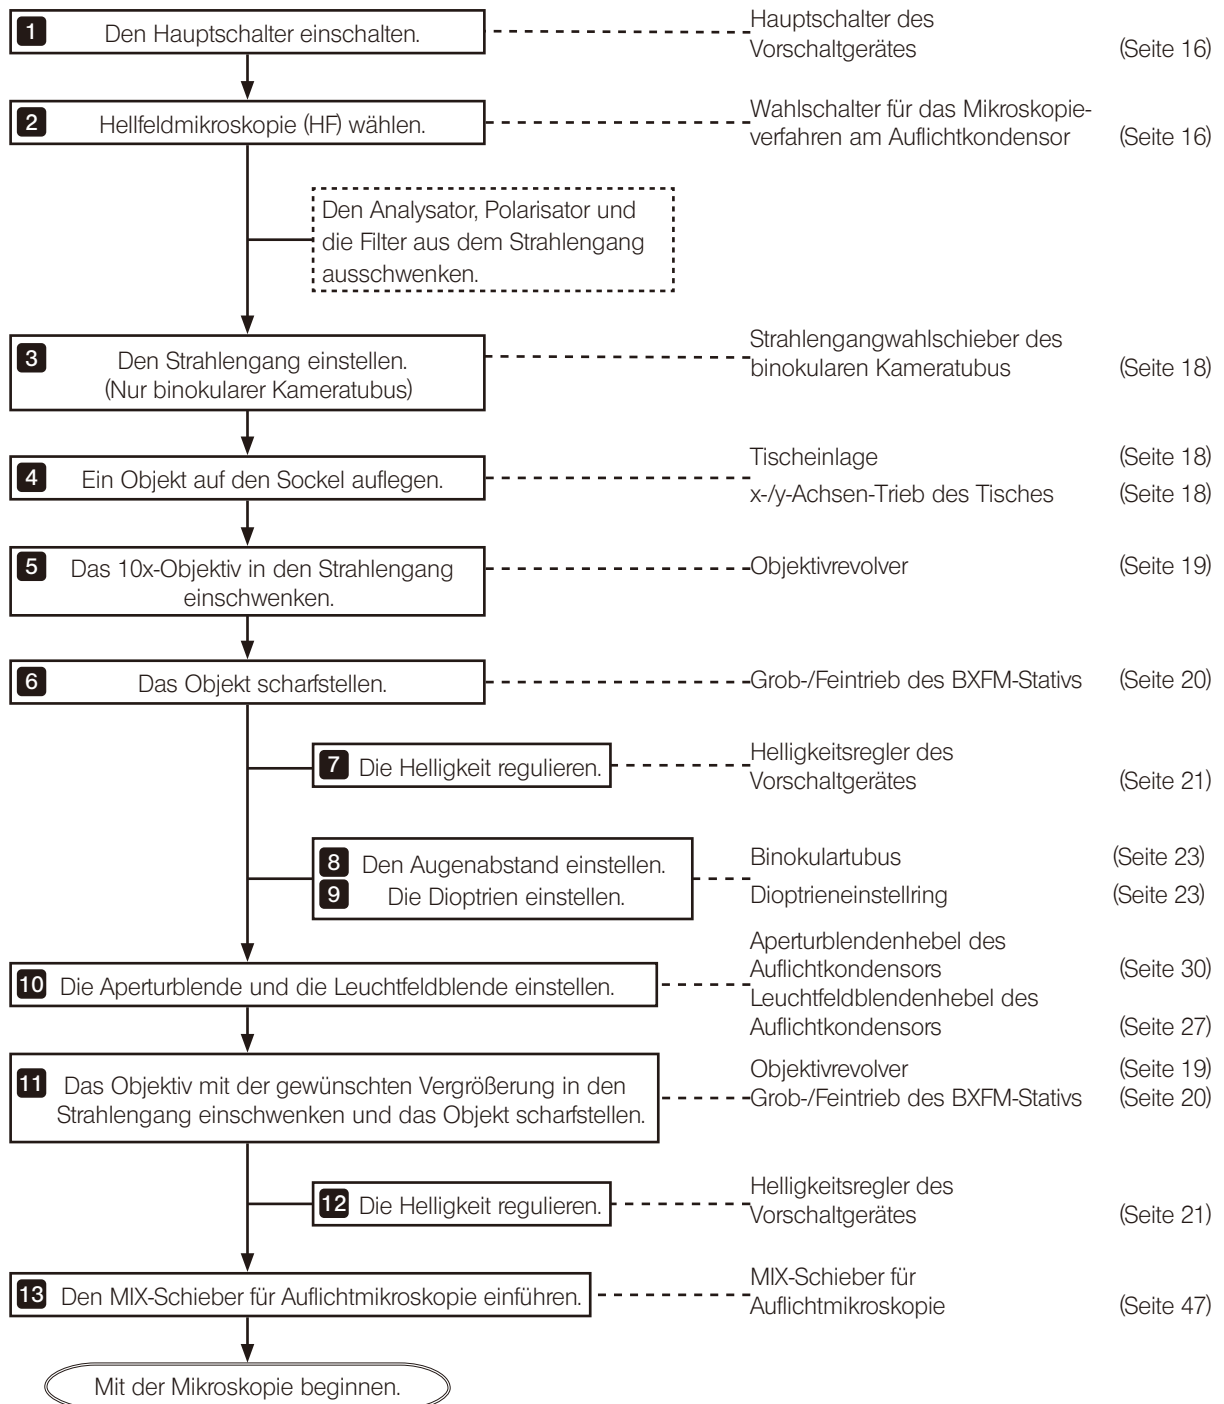 1 Den Hauptschalter einschalten.
Hauptschalter des
Vorschaltgerätes (Seite 16)
2 Hellfeldmikroskopie (HF) wählen.
Wahlschalter für das Mikroskopie-
verfahren am Auflichtkondensor (Seite 16)
Den Analysator, Polarisator und
die Filter aus dem Strahlengang
ausschwenken.
3 Den Strahlengang einstellen.
(Nur binokularer Kameratubus)
Strahlengangwahlschieber des
binokularen Kameratubus (Seite 18)
4 Ein Objekt auf den Sockel auflegen.
Tischeinlage (Seite 18)
x-/y-Achsen-Trieb des Tisches (Seite 18)
5 Das 10x-Objektiv in den Strahlengang
einschwenken.
Objektivrevolver (Seite 19)
6 Das Objekt scharfstellen.
Grob-/Feintrieb des BXFM-Stativs (Seite 20)
7 Die Helligkeit regulieren.
Helligkeitsregler des
Vorschaltgerätes (Seite 21)
8 Den Augenabstand einstellen.
9 Die Dioptrien einstellen.
Binokulartubus (Seite 23)
Dioptrieneinstellring (Seite 23)
10 Die Aperturblende und die Leuchtfeldblende einstellen.
Aperturblendenhebel des
Auflichtkondensors (Seite 30)
Leuchtfeldblendenhebel des
Auflichtkondensors (Seite 27)
11 Das Objektiv mit der gewünschten Vergrößerung in den
Strahlengang einschwenken und das Objekt scharfstellen.
Objektivrevolver (Seite 19)
Grob-/Feintrieb des BXFM-Stativs (Seite 20)
12 Die Helligkeit regulieren.
Helligkeitsregler des
Vorschaltgerätes (Seite 21)
13 Den MIX-Schieber für Auflichtmikroskopie einführen.
MIX-Schieber für
Auflichtmikroskopie (Seite 47)
Mit der Mikroskopie beginnen.